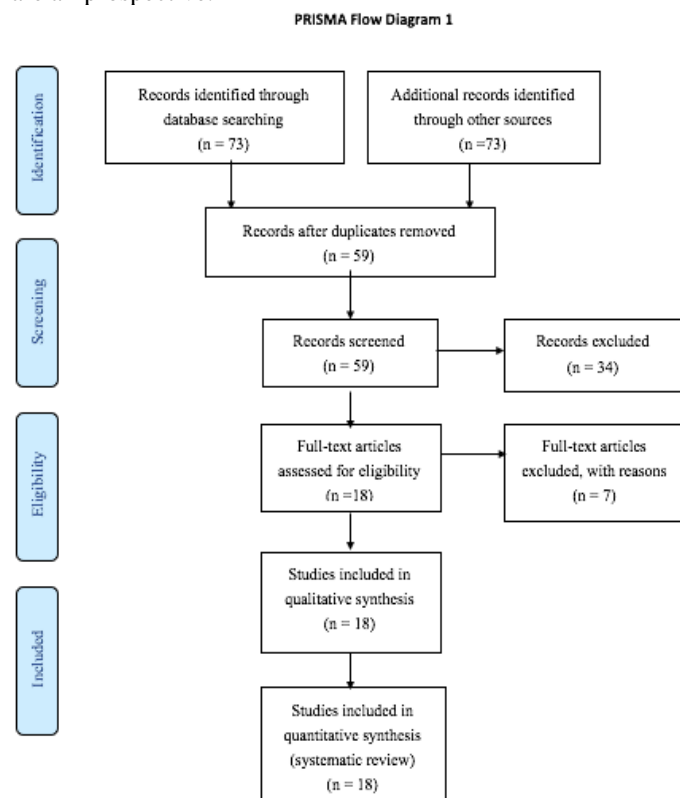 PRISMA Flow Diagram 1
Identification
Records identified through
database searching
(n = 73)
Additional records identified
through other sources
(n =73)
Records after duplicates removed
(n = 59)
Screening
Records screened
(n = 59)
Records excluded
(n = 34)
Eligibility
Full-text articles
assessed for eligibility
(n =18)
Full-text articles
excluded, with reasons
(n = 7)
Studies included in
qualitative synthesis
(n = 18)
Included
Studies included in
quantitative synthesis
(systematic review)
(n = 18)